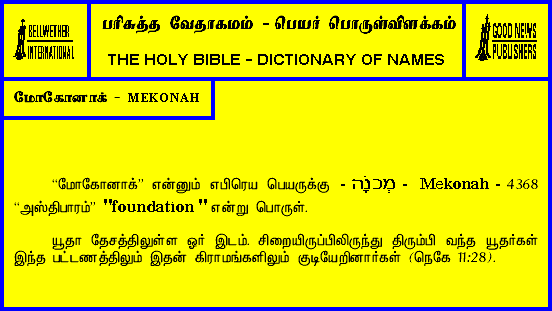 BELLWETHER
INTERNATIONAL
பரிசுத்த வேதாகமம் - பெயர் பொருள்விளக்கம்
THE HOLY BIBLE - DICTIONARY OF NAMES
GOOD NEWS
PUBLISHERS
மோகோனாக் - MEKONAH
“மோகோனாக்” என்னும் எபிரெய பெயருக்கு - מְכֹנָה - Mekonah - 4368
“அஸ்திபாரம்” "foundation" என்று பொருள்.
யூதா தேசத்திலுள்ள ஓர் இடம். சிறையிருப்பிலிருந்து திரும்பி வந்த யூதர்கள்
இந்த பட்டணத்திலும் இதன் கிராமங்களிலும் குடியேறினார்கள் (நெகே 11:28).